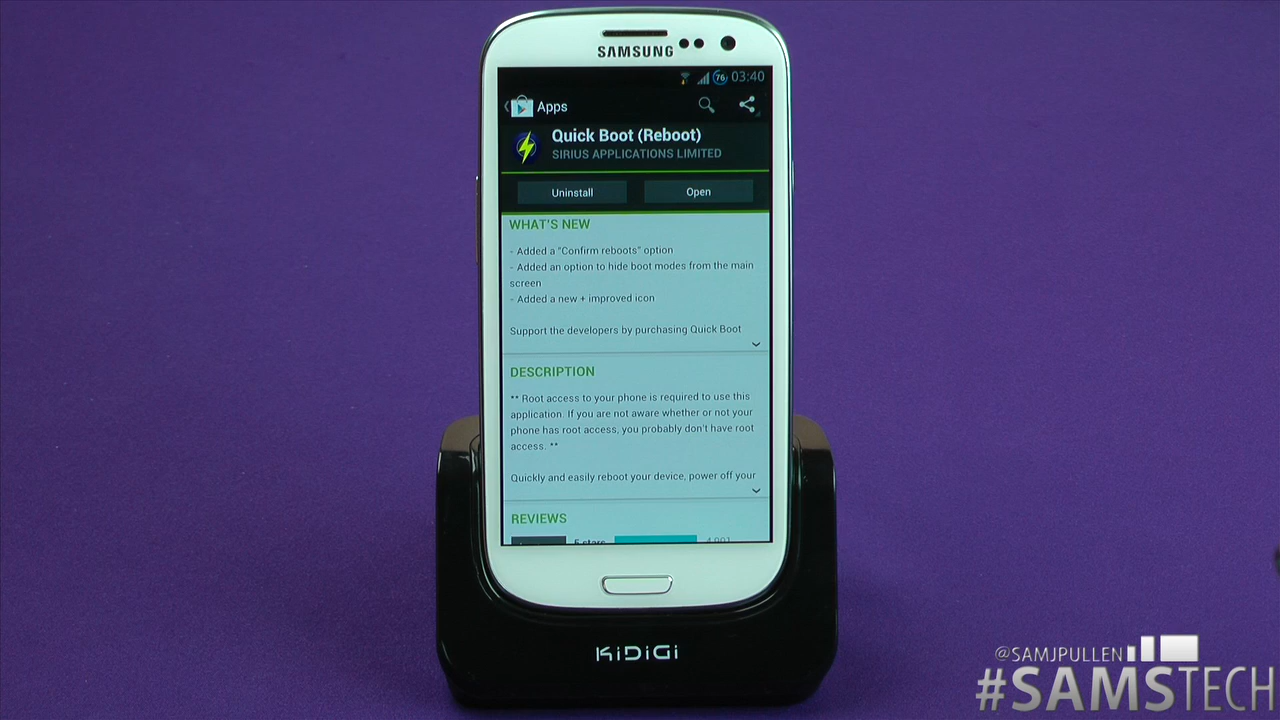 SAMSUNG
76 03:40
Apps
Quick Boot (Reboot)
SIRIUS APPLICATIONS LIMITED
Uninstall Open
WHAT'S NEW
- Added a "Confirm reboots" option
- Added an option to hide boot modes from the main
screen
- Added a new + improved icon
Support the developers by purchasing Quick Boot
DESCRIPTION
** Root access to your phone is required to use this
application. If you are not aware whether or not your
phone has root access, you probably don't have root
access. **
Quickly and easily reboot your device, power off your
REVIEWS
5 stars
KiDiGi
@SAMJPULLEN
#SAMSTECH